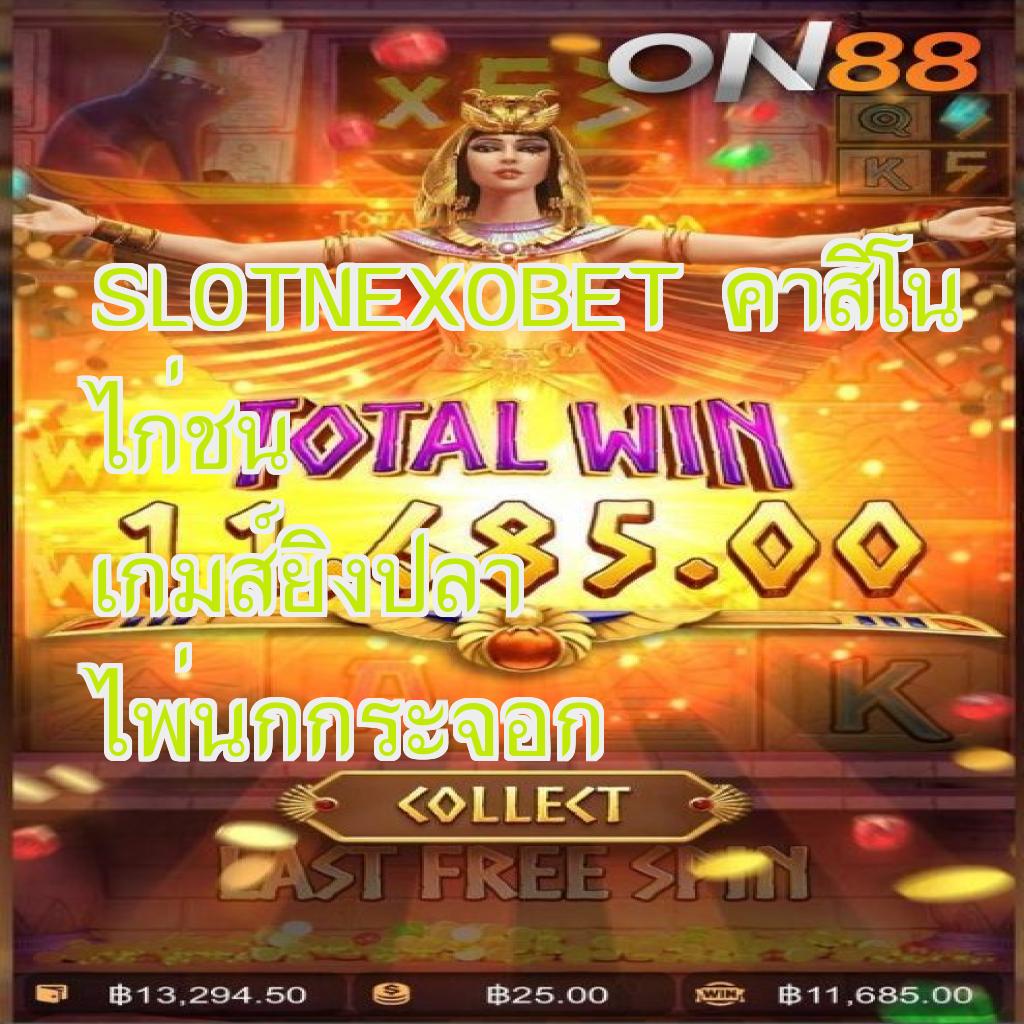 ON88
x53
Q
K 5
SLOTNEXOBET คาสิโน
ไก่ชน
TOTAL WIN
11,685.00
เกมส์ยิงปลา
ไพ่นกกระจอก
K
COLLECT
LAST FREE SPIN
฿13,294.50 ฿25.00 WIN ฿11,685.00